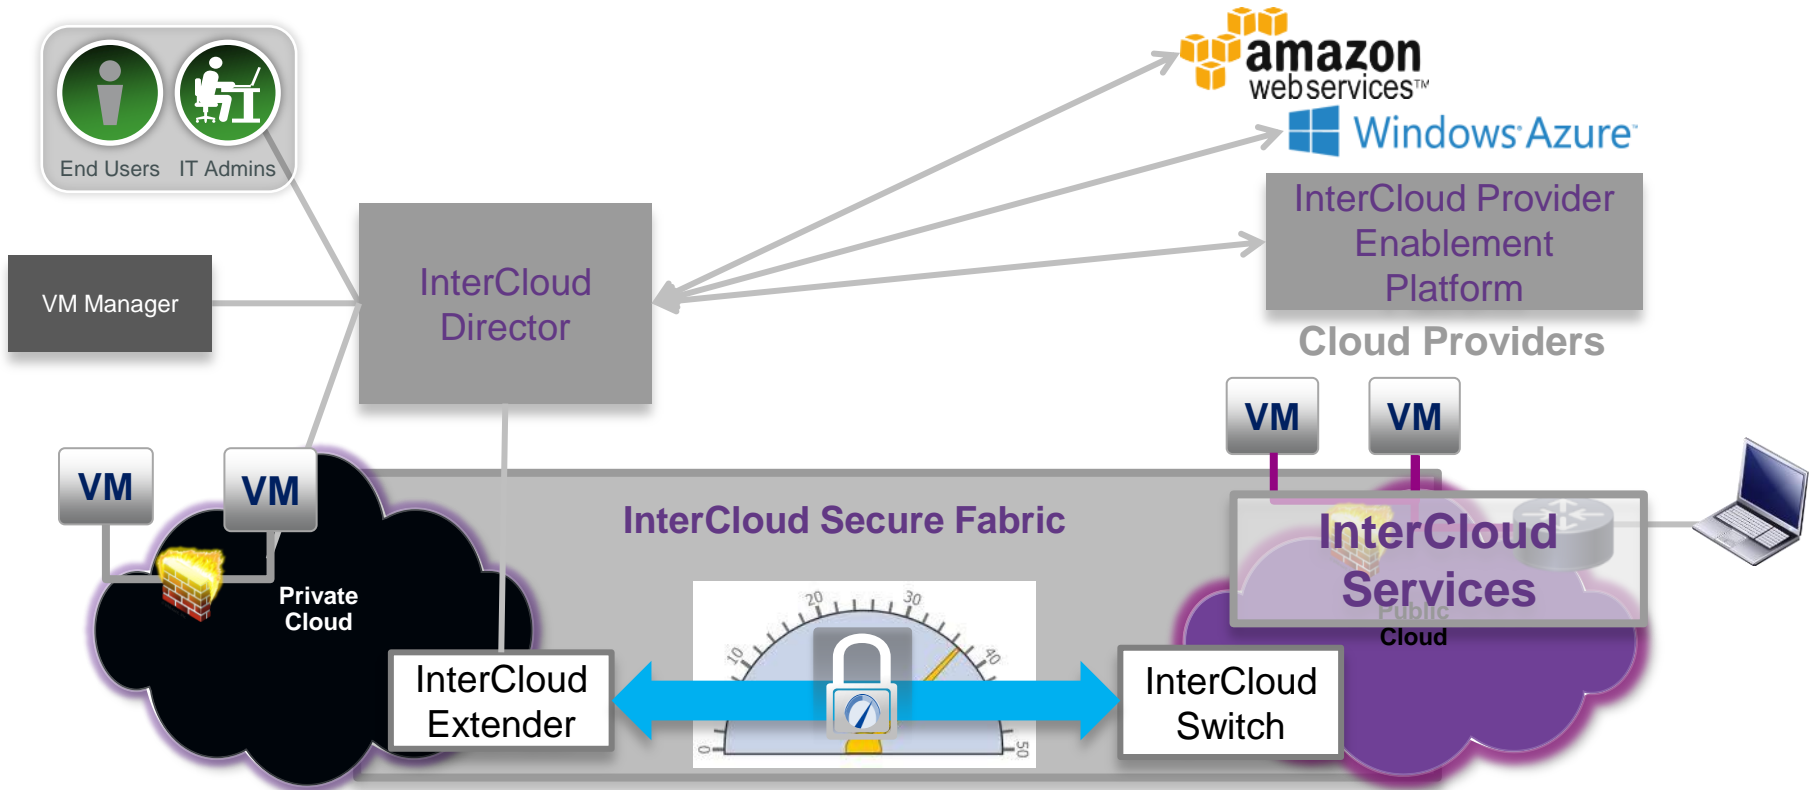 amazon
webservices™
Windows Azure™
End Users
IT Admins
InterCloud Provider
Enablement
Platform
InterCloud
Director
VM Manager
Cloud Providers
VM
VM
VM
VM
InterCloud Secure Fabric
InterCloud
Services
Private
Cloud
Public
Cloud
0
10
20
30
40
50
InterCloud
Extender
InterCloud
Switch